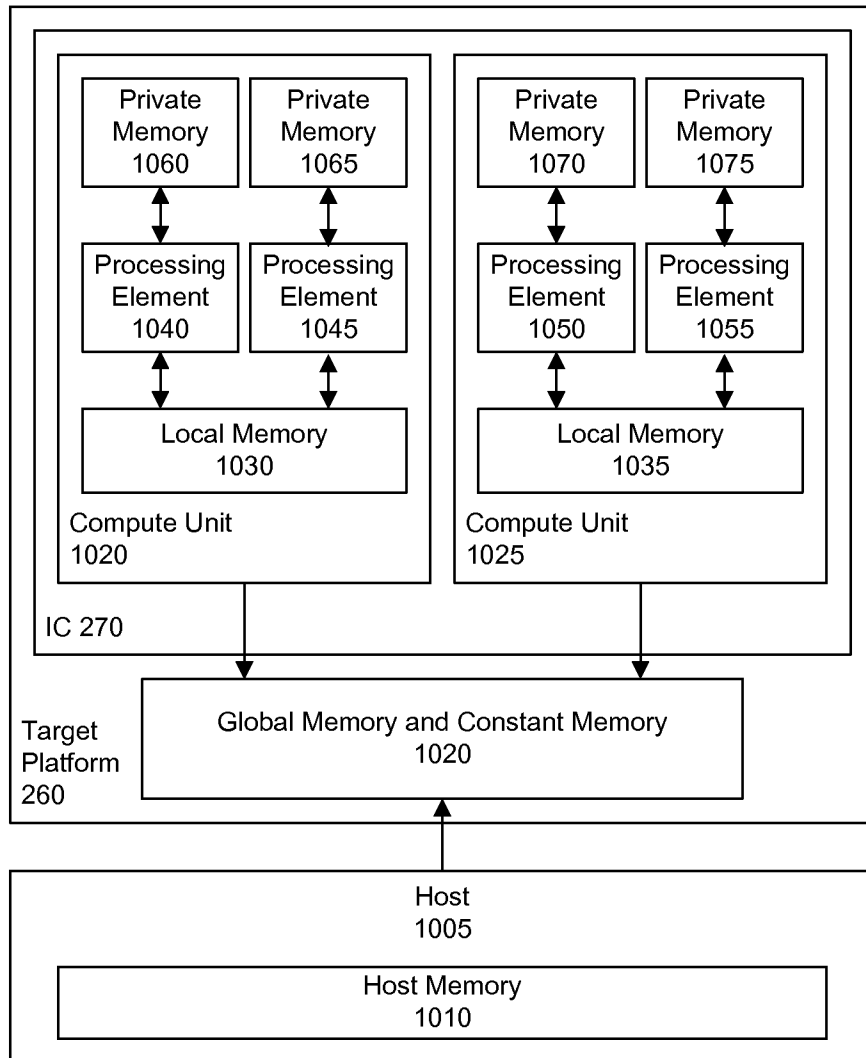 Private
Memory
1060
Private
Memory
1065
Private
Memory
1070
Private
Memory
1075
Processing
Element
1040
Processing
Element
1045
Processing
Element
1050
Processing
Element
1055
Local Memory
1030
Local Memory
1035
Compute Unit
1020
Compute Unit
1025
IC 270
Global Memory and Constant Memory
1020
Target
Platform
260
Host
1005
Host Memory
1010